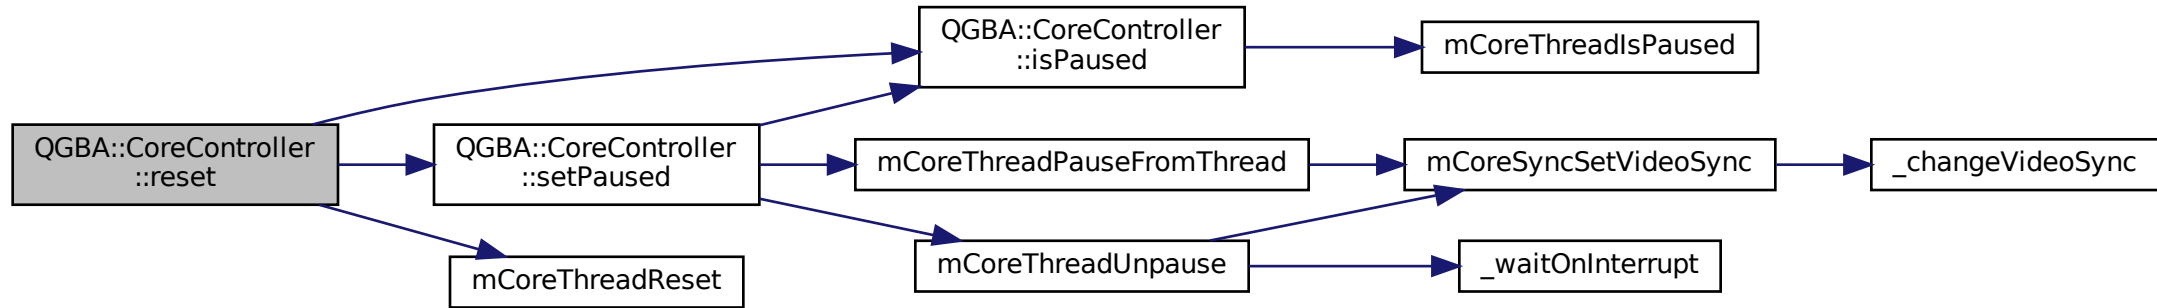 QGBA::CoreController
::reset
QGBA::CoreController
::setPaused
mCoreThreadReset
QGBA::CoreController
::isPaused
mCoreThreadPauseFromThread
mCoreThreadUnpause
mCoreThreadIsPaused
mCoreSyncSetVideoSync
_waitOnInterrupt
_changeVideoSync